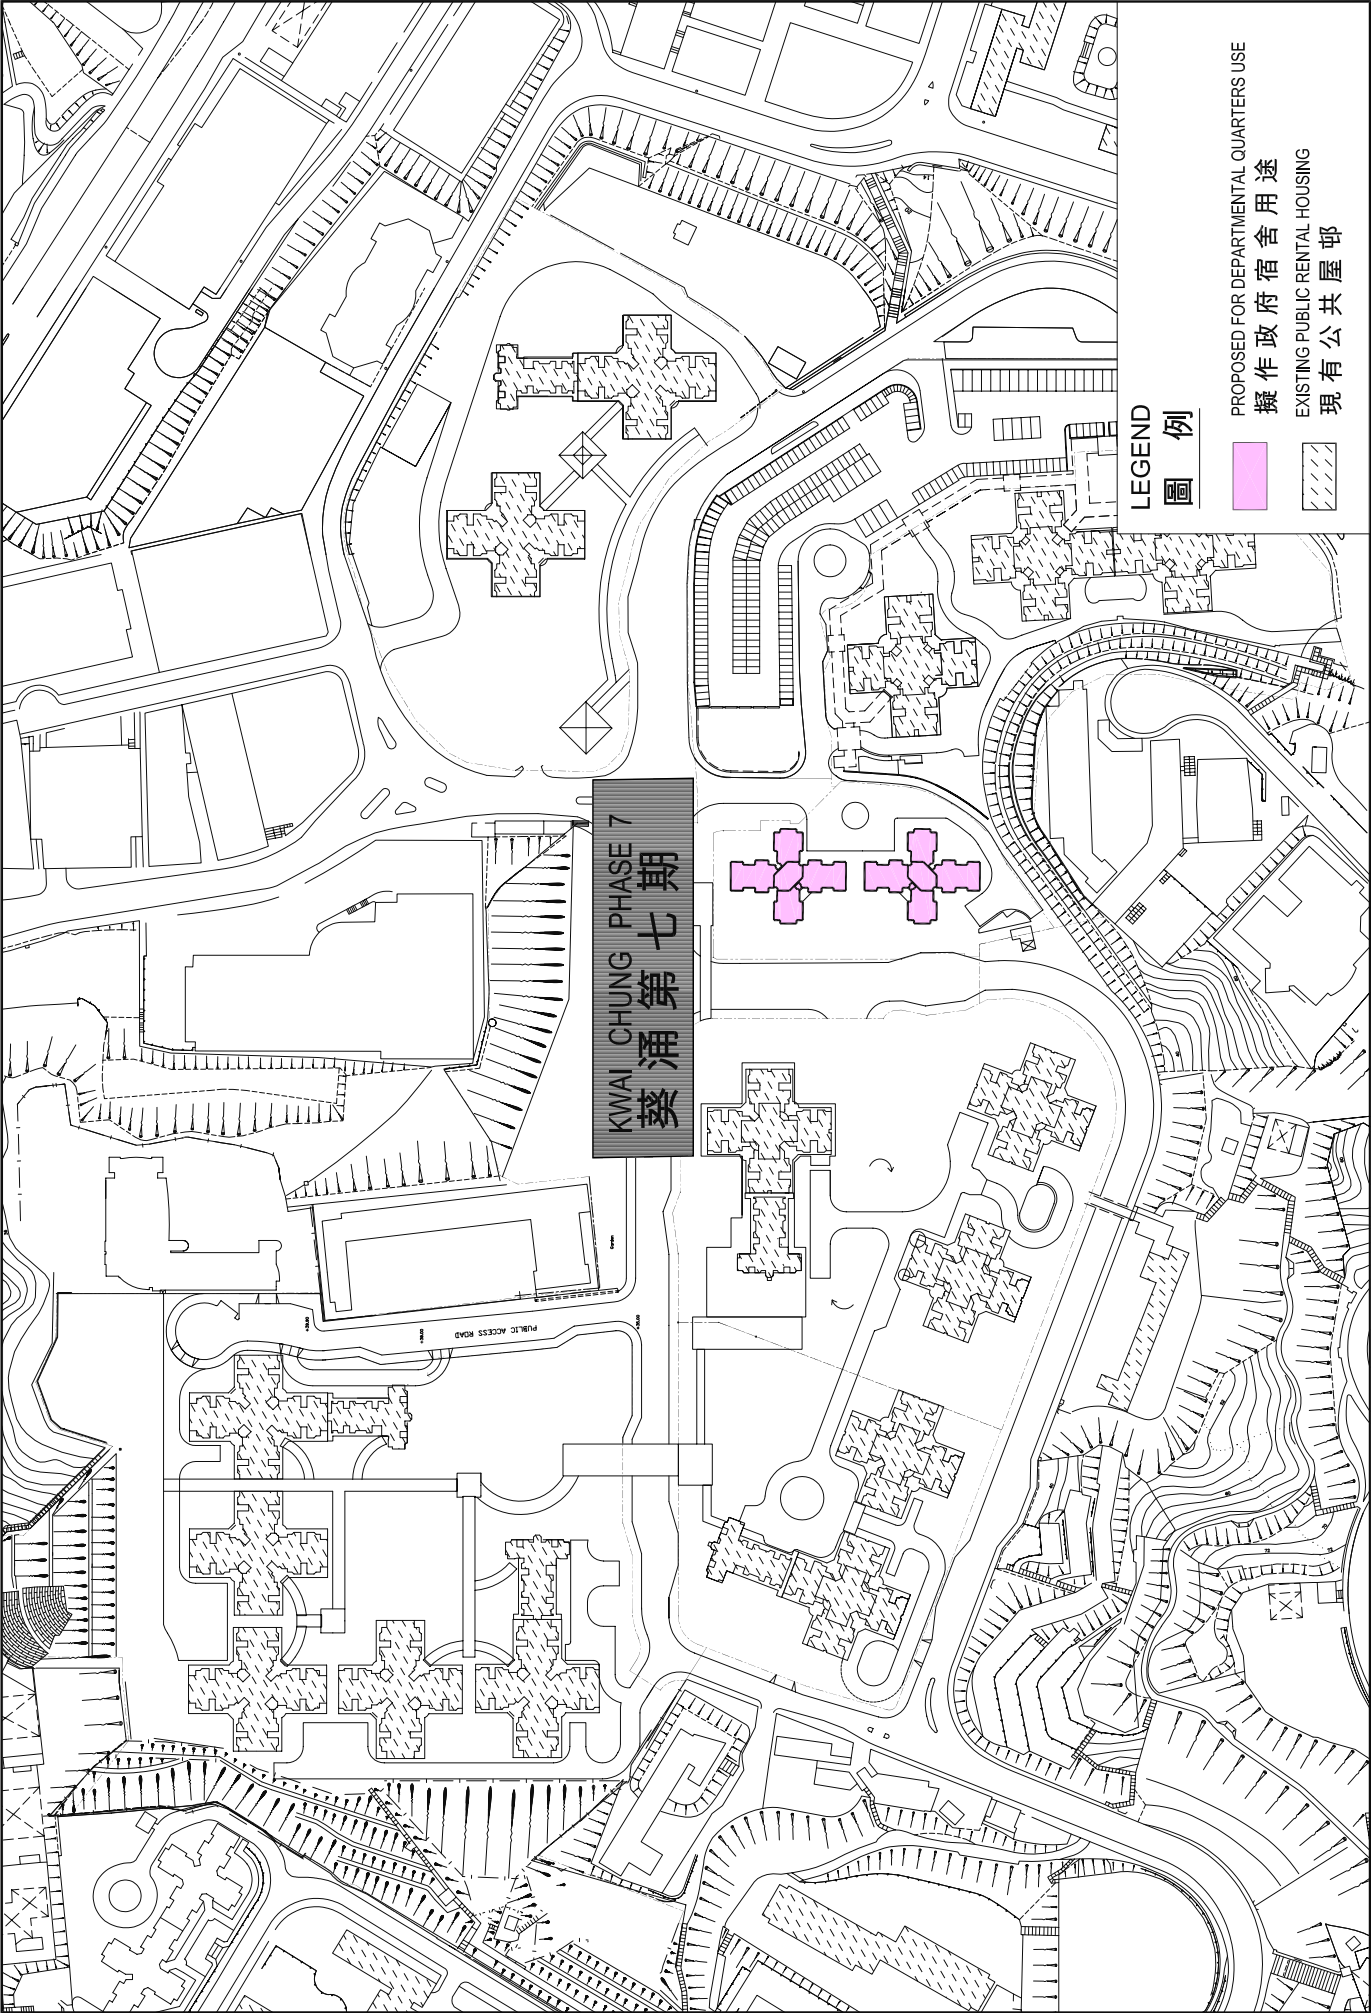 KWAI CHUNG PHASE 7
葵涌第七期
LEGEND
圖例
PROPOSED FOR DEPARTMENTAL QUARTERS USE
擬作政府宿舍用途
EXISTING PUBLIC RENTAL HOUSING
現有公共屋邨
PUBLIC ACCESS ROAD
Garden